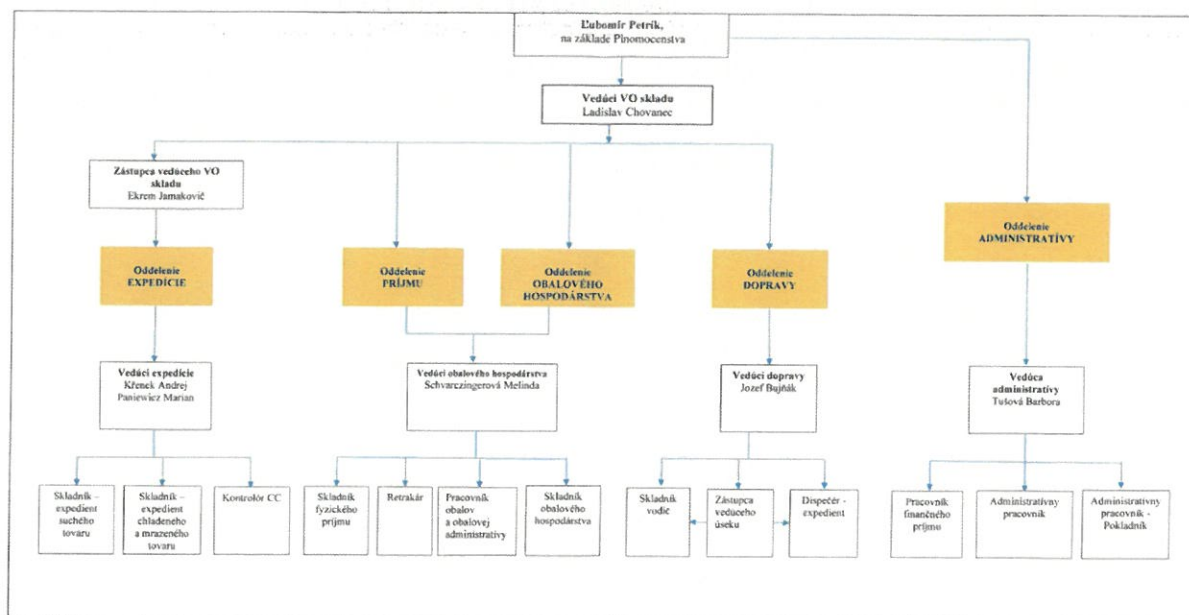 Ľubomír Petrík,
na základe Plnomocenstva
Vedúci VO skladu
Ladislav Chovanec
Zástupca vedúceho VO
skladu
Ekrem Jamakovič
Oddelenie
ADMINISTRATÍVY
Oddelenie
EXPEDÍCIE
Oddelenie
PRÍJMU
Oddelenie
OBALOVÉHO
HOSPODÁRSTVA
Oddelenie
DOPRAVY
Vedúci expedície
Křenek Andrej
Paniewicz Marian
Vedúci obalového hospodárstva
Schvarczingerová Melinda
Vedúci dopravy
Jozef Bujňák
Vedúca
administratívy
Tušová Barbora
Skladník –
expedient
suchého
tovaru
Skladník –
expedient
chladeného
a mrazeného
tovaru
Kontrolór CC
Skladník
fyzického
príjmu
Retrakár
Pracovník
obalov
a obalovej
administratívy
Skladník
obalového
hospodárstva
Skladník
vodič
Zástupca
vedúceho
úseku
Dispečér -
expedient
Pracovník
finančného
príjmu
Administratívny
pracovník
Administratívny
pracovník -
Pokladník